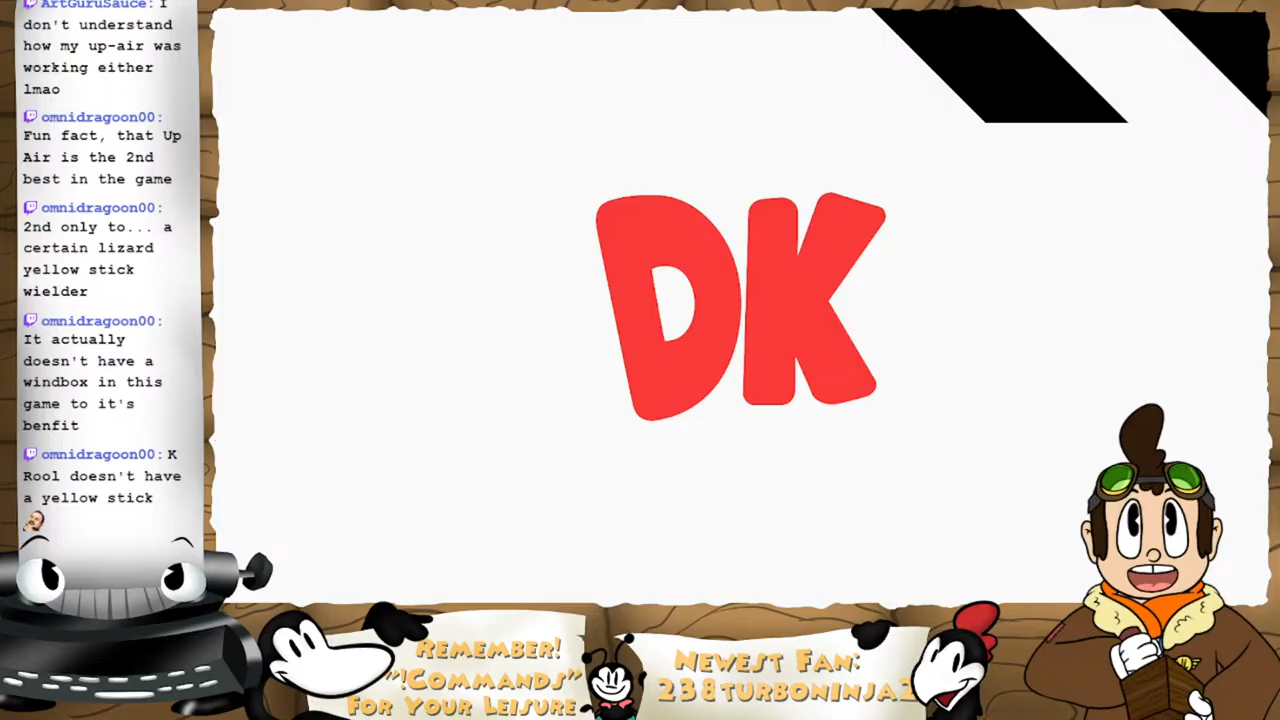 ArtGuruSauce: I
don't understand
how my up-air was
working either
lmao
omnidragoon00:
Fun fact, that Up
Air is the 2nd
best in the game
omnidragoon00:
2nd only to... a
certain lizard
yellow stick
wielder
omnidragoon00:
It actually
doesn't have a
windbox in this
game to it's
benfit
omnidragoon00: K
Rool doesn't have
a yellow stick
DK
Remember!
"!Commands"
For Your Leisure
Newest Fan:
238turboninja2